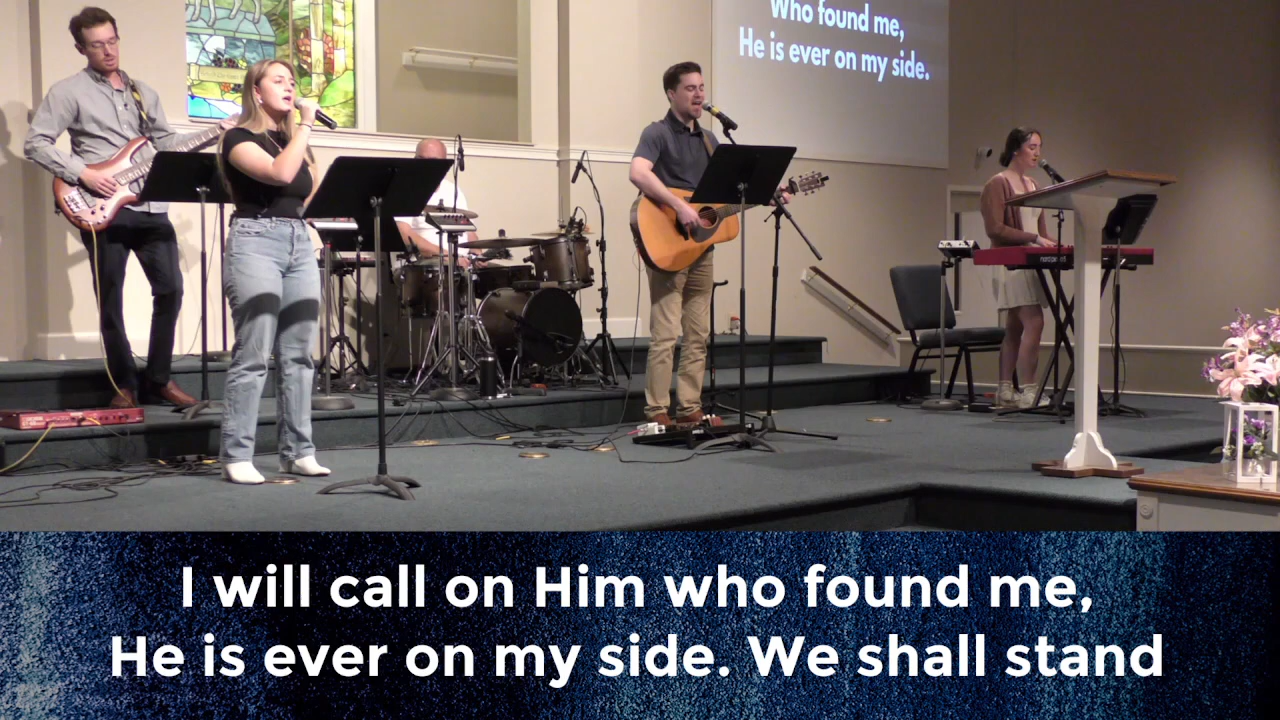 Who found me,
He is ever on my side.
nord
I will call on Him who found me,
He is ever on my side. We shall stand